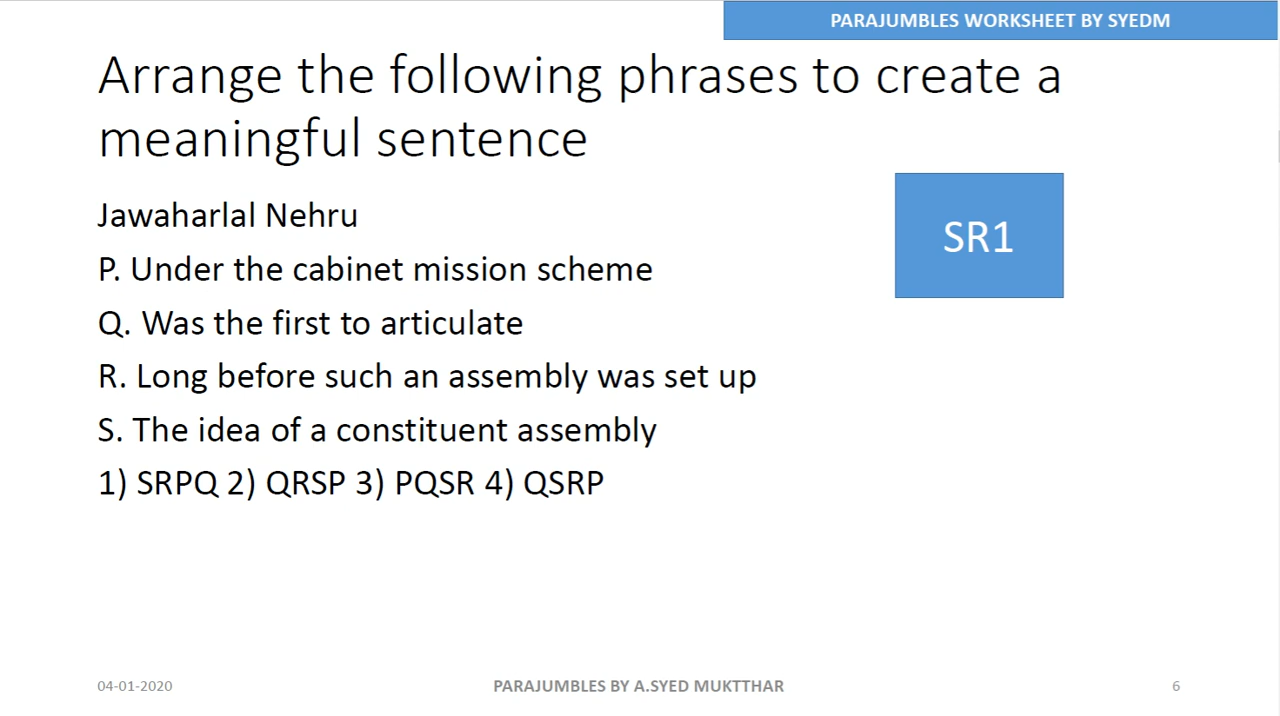 PARAJUMBLES WORKSHEET BY SYEDM
Arrange the following phrases to create a
meaningful sentence
Jawaharlal Nehru
SR1
P. Under the cabinet mission scheme
Q. Was the first to articulate
R. Long before such an assembly was set up
S. The idea of a constituent assembly
1) SRPQ 2) QRSP 3) PQSR 4) QSRP
04-01-2020
PARAJUMBLES BY A.SYED MUKTTHAR
6